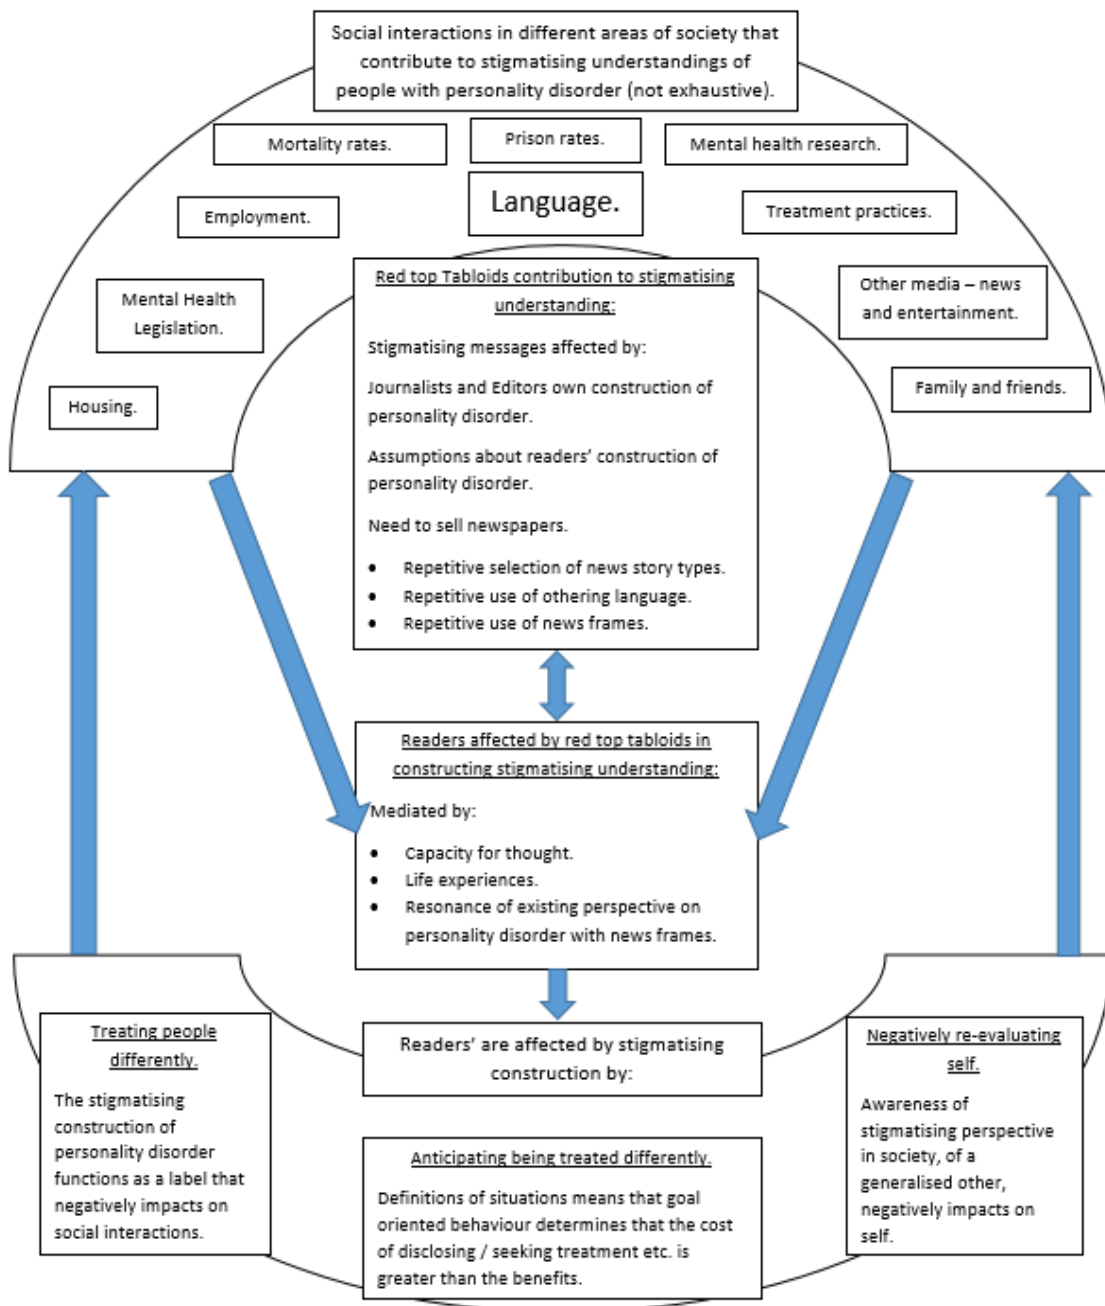 Social interactions in different areas of society that
contribute to stigmatising understandings of
people with personality disorder (not exhaustive).
Mortality rates.
Prison rates.
Mental health research.
Employment.
Language.
Treatment practices.
Mental Health
Legislation.
Other media – news
and entertainment.
Housing.
Family and friends.
Red top Tabloids contribution to stigmatising
understanding:
Stigmatising messages affected by:
Journalists and Editors own construction of
personality disorder.
Assumptions about readers’ construction of
personality disorder.
Need to sell newspapers.
• Repetitive selection of news story types.
• Repetitive use of othering language.
• Repetitive use of news frames.
Readers affected by red top tabloids in
constructing stigmatising understanding:
Mediated by:
• Capacity for thought.
• Life experiences.
• Resonance of existing perspective on
personality disorder with news frames.
Readers’ are affected by stigmatising
construction by:
Treating people
differently.
The stigmatising
construction of
personality disorder
functions as a label that
negatively impacts on
social interactions.
Anticipating being treated differently.
Definitions of situations means that goal
oriented behaviour determines that the cost
of disclosing / seeking treatment etc. is
greater than the benefits.
Negatively re-evaluating
self.
Awareness of
stigmatising perspective
in society, of a
generalised other,
negatively impacts on
self.